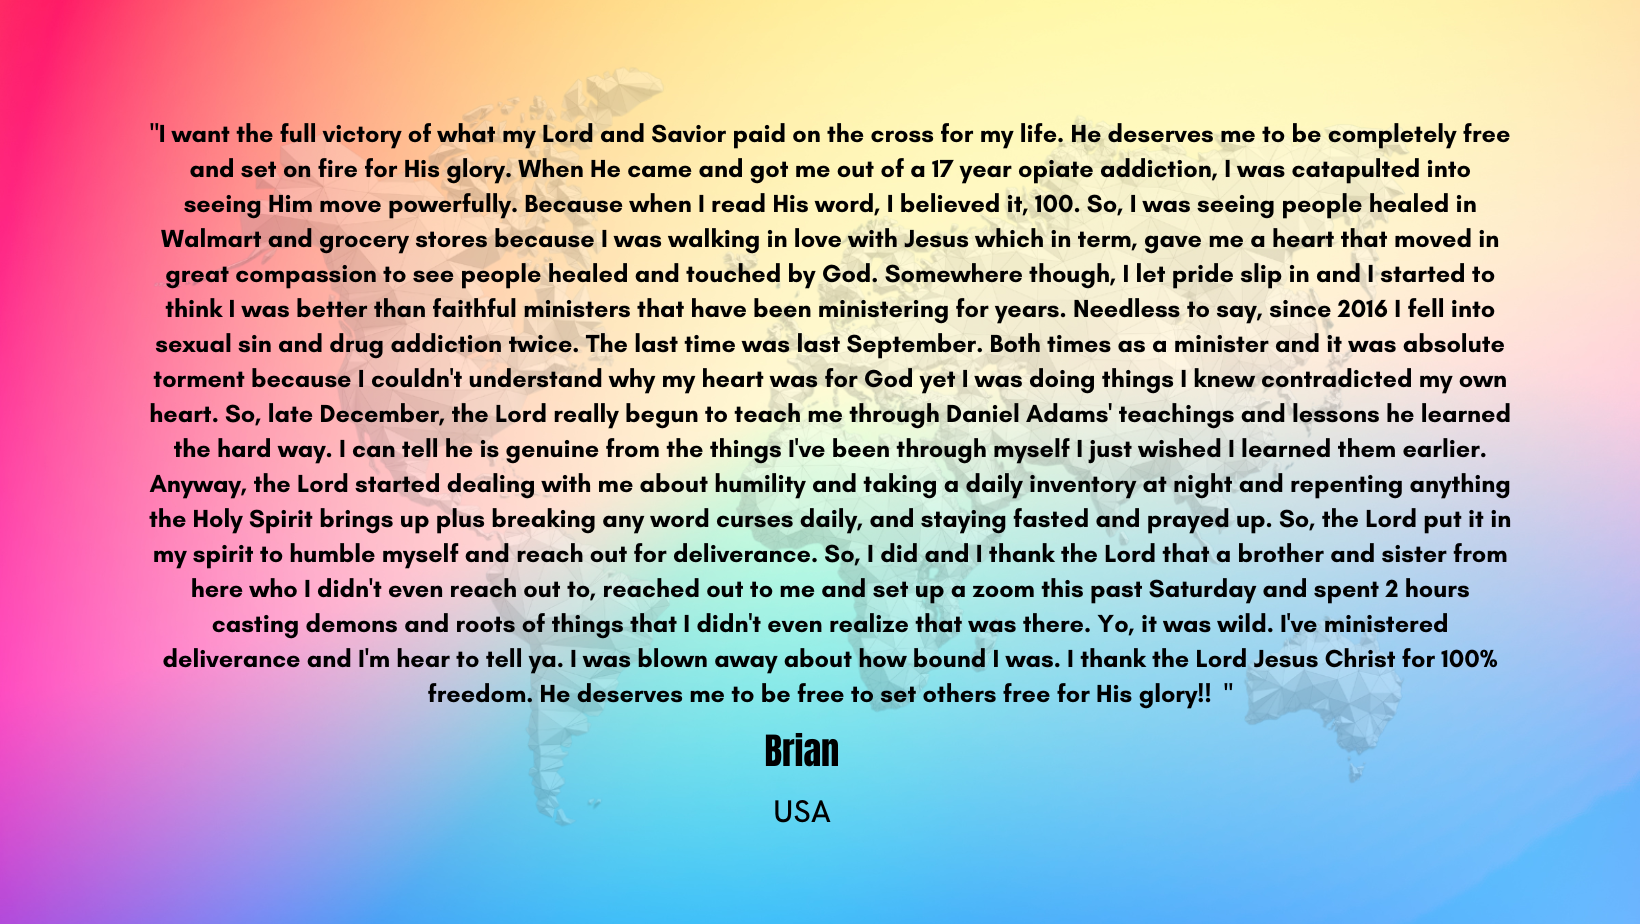 "I want the full victory of what my Lord and Savior paid on the cross for my life. He deserves me to be completely free
and set on fire for His glory. When He came and got me out of a 17 year opiate addiction, I was catapulted into
seeing Him move powerfully. Because when I read His word, I believed it, 100. So, I was seeing people healed in
Walmart and grocery stores because I was walking in love with Jesus which in term, gave me a heart that moved in
great compassion to see people healed and touched by God. Somewhere though, I let pride slip in and I started to
think I was better than faithful ministers that have been ministering for years. Needless to say, since 2016 I fell into
sexual sin and drug addiction twice. The last time was last September. Both times as a minister and it was absolute
torment because I couldn't understand why my heart was for God yet I was doing things I knew contradicted my own
heart. So, late December, the Lord really begun to teach me through Daniel Adams' teachings and lessons he learned
the hard way. I can tell he is genuine from the things I've been through myself I just wished I learned them earlier.
Anyway, the Lord started dealing with me about humility and taking a daily inventory at night and repenting anything
the Holy Spirit brings up plus breaking any word curses daily, and staying fasted and prayed up. So, the Lord put it in
my spirit to humble myself and reach out for deliverance. So, I did and I thank the Lord that a brother and sister from
here who I didn't even reach out to, reached out to me and set up a zoom this past Saturday and spent 2 hours
casting demons and roots of things that I didn't even realize that was there. Yo, it was wild. I've ministered
deliverance and I'm hear to tell ya. I was blown away about how bound I was. I thank the Lord Jesus Christ for 100%
freedom. He deserves me to be free to set others free for His glory!!  "
Brian
USA